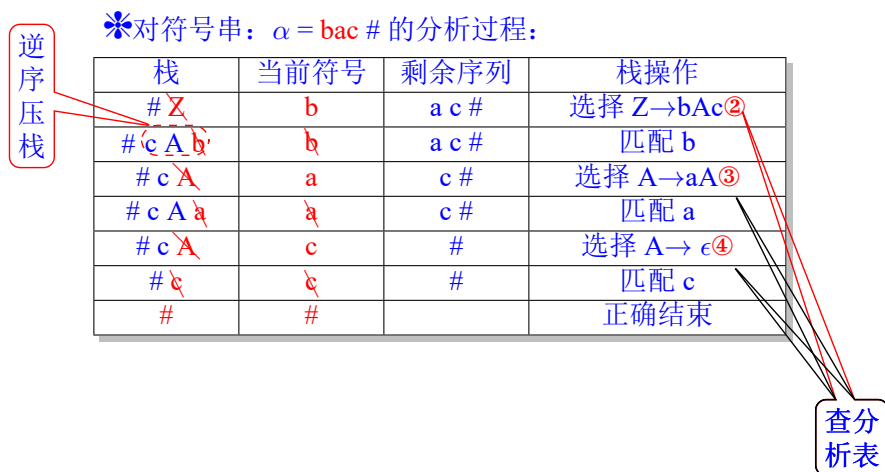 ❉对符号串：α = bac # 的分析过程：
逆
序
压
栈
栈 当前符号 剩余序列 栈操作
# Z b a c # 选择 Z→bAc②
# c A b b a c # 匹配 b
# c A a c # 选择 A→aA③
# c A a a c # 匹配 a
# c A c # 选择 A→ ϵ④
# c c # 匹配 c
# # 正确结束
查分
析表